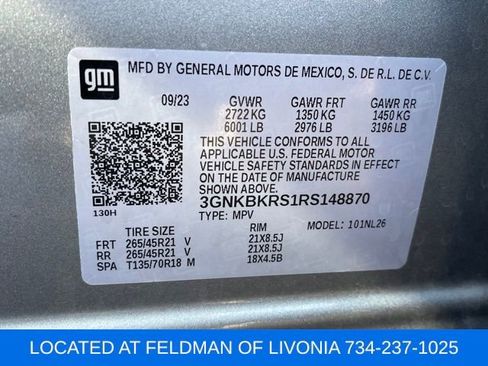 gm
MFD BY GENERAL MOTORS DE MEXICO, S. DE R.L. DE C.V.
09/23 GVWR GAWR FRT GAWR RR
2722 KG 1350 KG 1450 KG
6001 LB 2976 LB 3196 LB
THIS VEHICLE CONFORMS TO ALL
APPLICABLE U.S. FEDERAL MOTOR
VEHICLE SAFETY STANDARDS IN EFFECT
ON THE DATE OF MANUFACTURE
SHOWN ABOVE.
130H 3GNKBKRS1RS148870
TYPE: MPV MODEL: 101NL26
TIRE SIZE RIM
FRT 265/45R21 V 21X8.5J
RR 265/45R21 V 21X8.5J
SPA T135/70R18 M 18X4.5B
LOCATED AT FELDMAN OF LIVONIA 734-237-1025